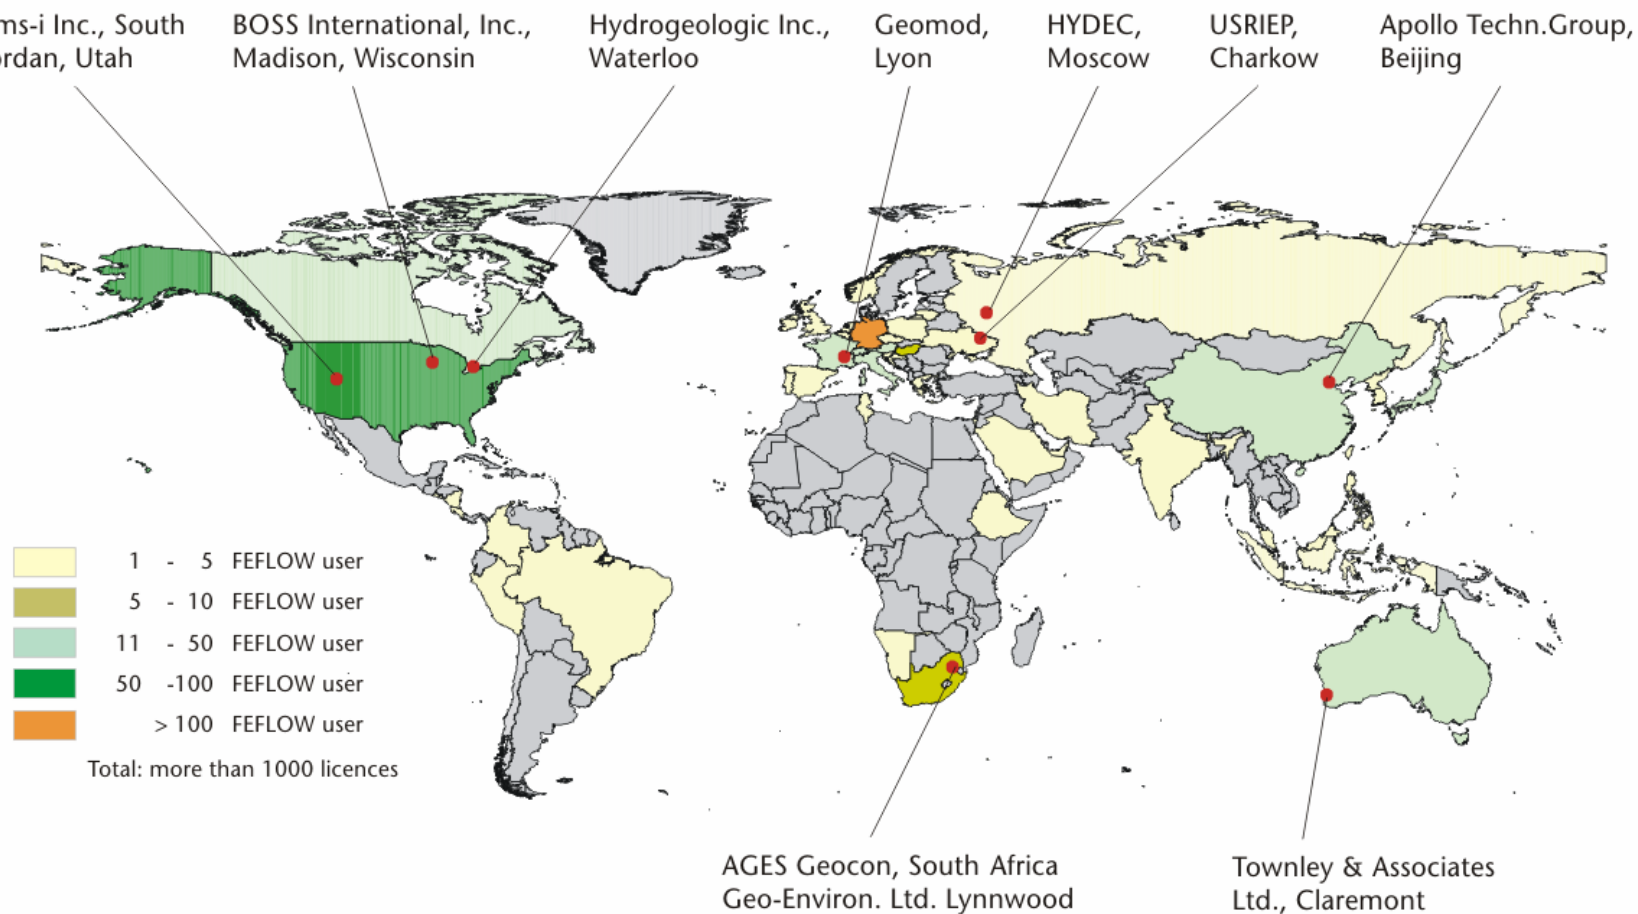 ms-i Inc., South
rdan, Utah
BOSS International, Inc.,
Madison, Wisconsin
Hydrogeologic Inc.,
Waterloo
Geomod,
Lyon
HYDEC,
Moscow
USRIEP,
Charkow
Apollo Techn.Group,
Beijing
1 - 5 FEFLOW user
5 - 10 FEFLOW user
11 - 50 FEFLOW user
50 -100 FEFLOW user
> 100 FEFLOW user
Total: more than 1000 licences
AGES Geocon, South Africa
Geo-Environ. Ltd. Lynnwood
Townley & Associates
Ltd., Claremont